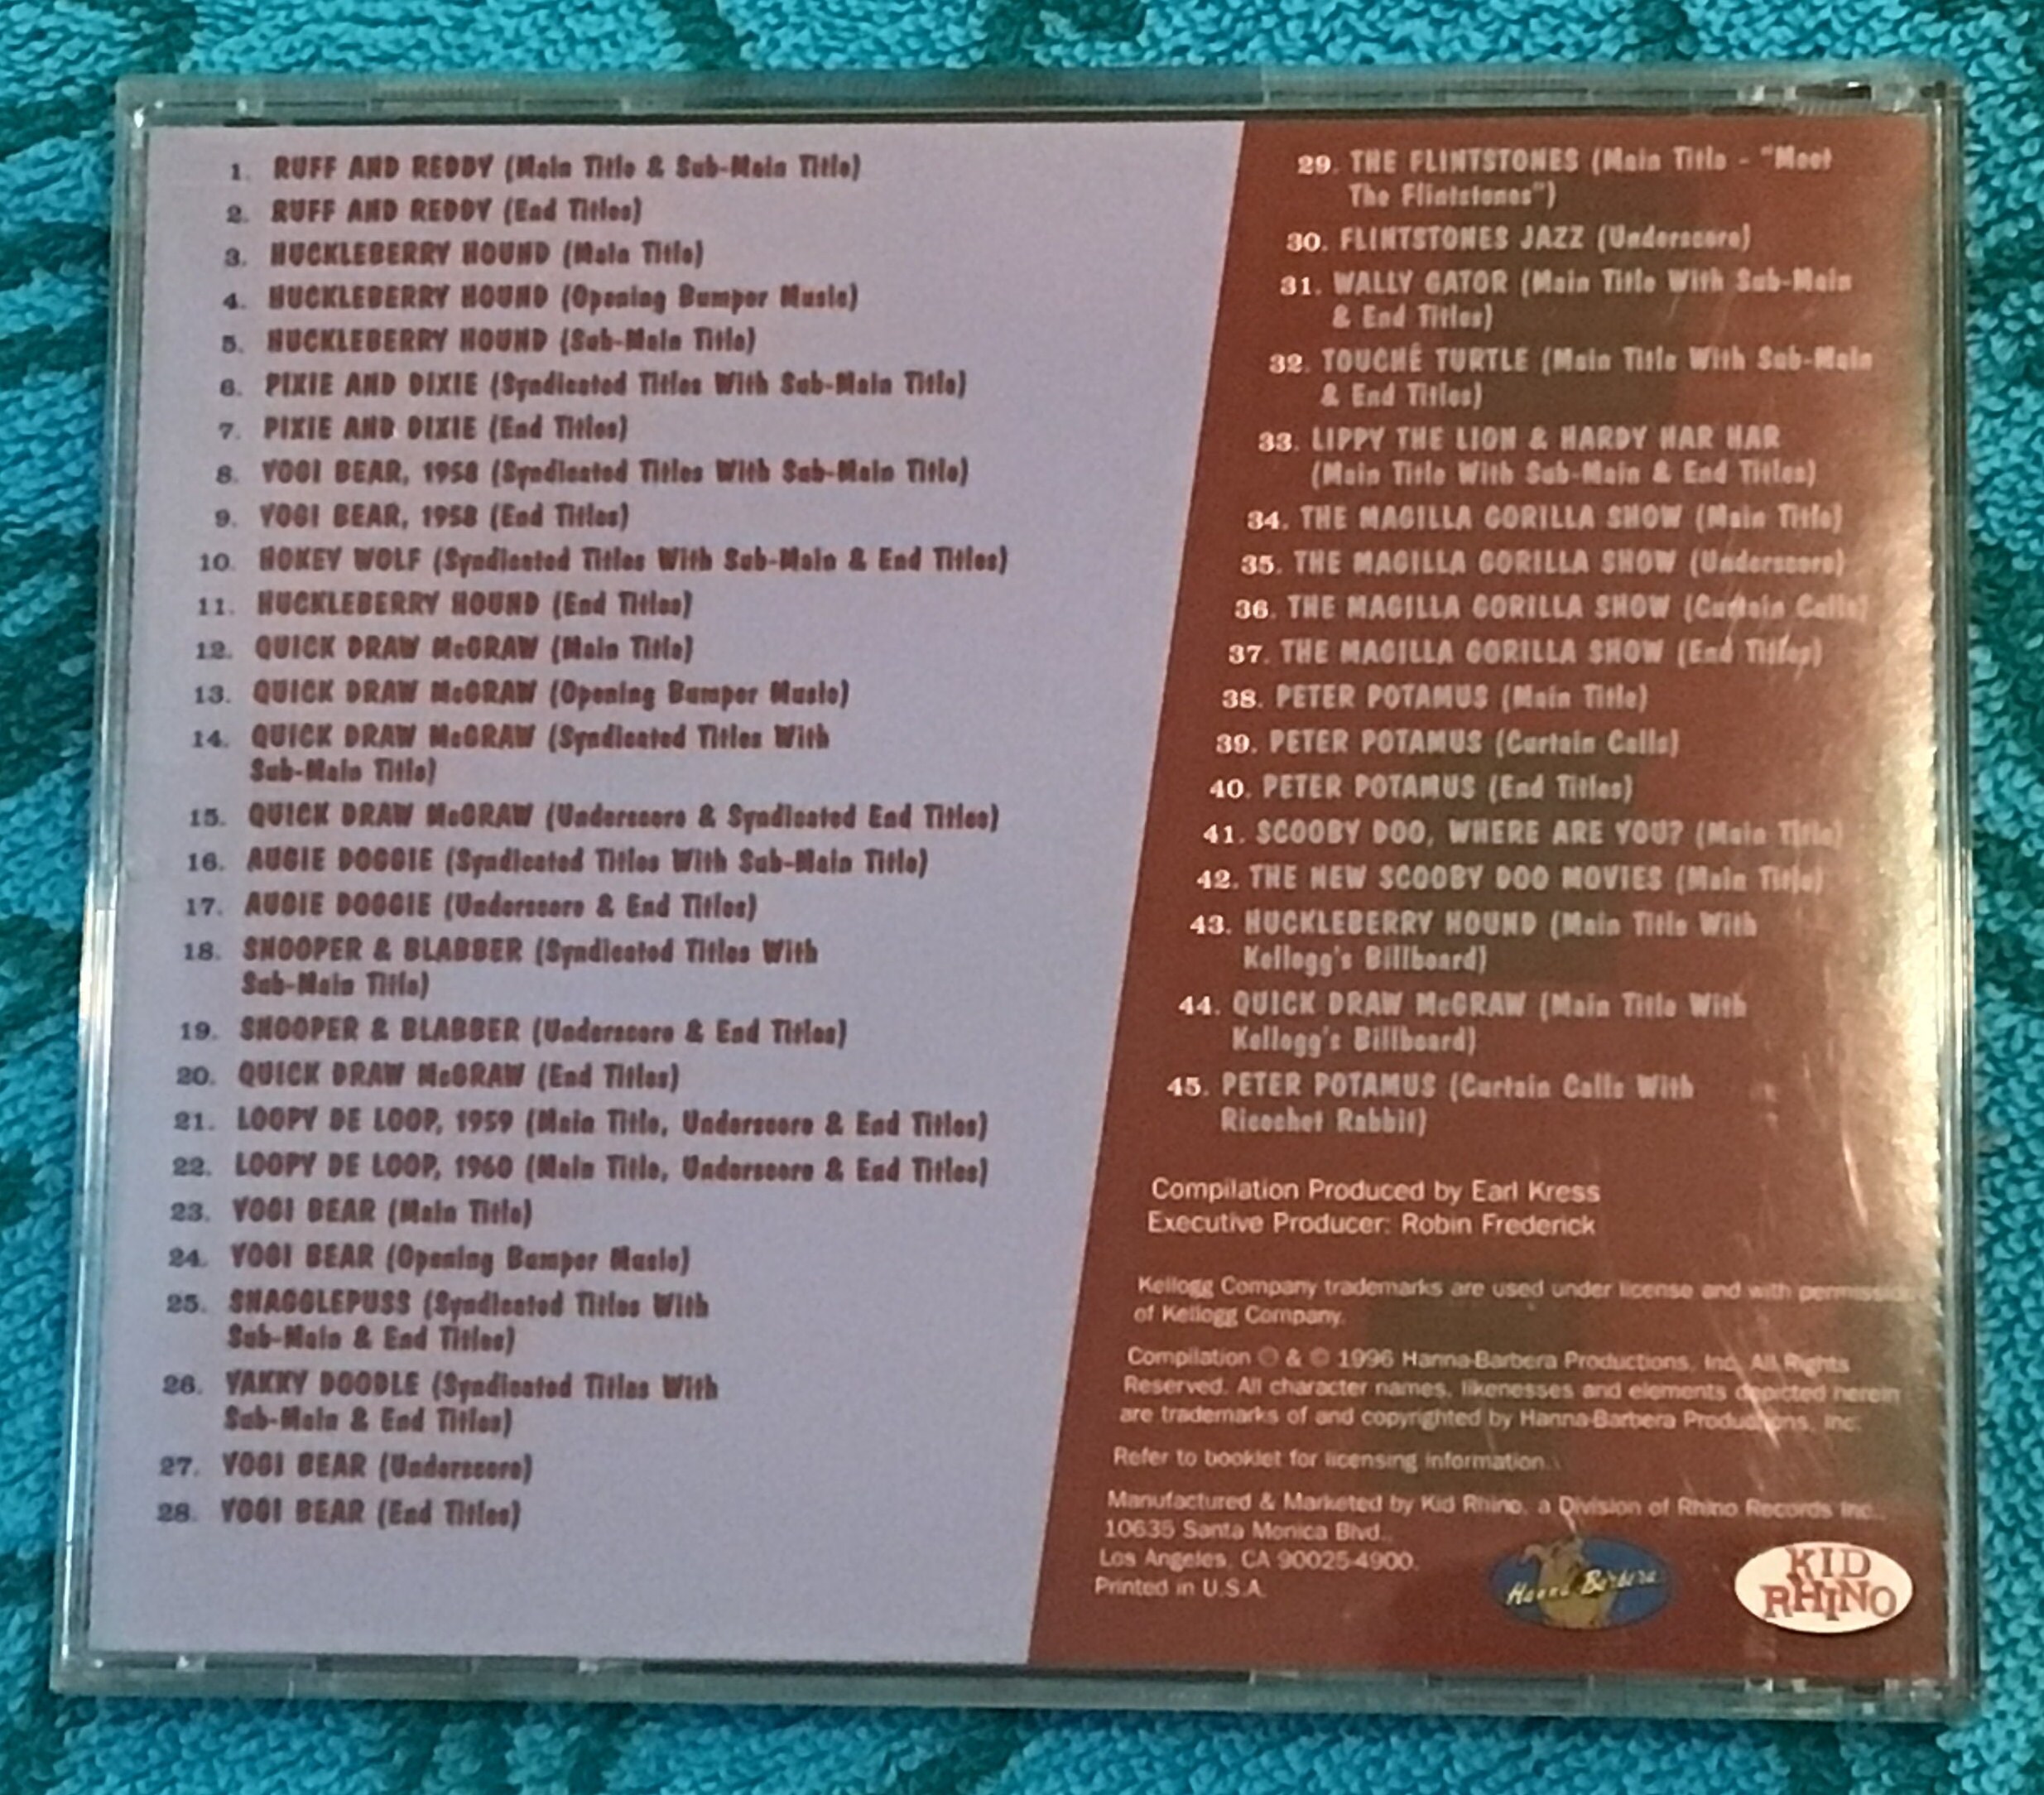 1. RUFF AND REDDY (Main Title & Sub-Main Title)
2. RUFF AND REDDY (End Titles)
3. HUCKLEBERRY HOUND (Main Title)
4. HUCKLEBERRY HOUND (Opening Bumper Music)
5. HUCKLEBERRY HOUND (Sub-Main Title)
6. PIXIE AND DIXIE (Syndicated Titles With Sub-Main Title)
7. PIXIE AND DIXIE (End Titles)
8. YOGI BEAR, 1958 (Syndicated Titles With Sub-Main Title)
9. YOGI BEAR, 1958 (End Titles)
10. HOKEY WOLF (Syndicated Titles With Sub-Main & End Titles)
11. HUCKLEBERRY HOUND (End Titles)
12. QUICK DRAW McGRAW (Main Title)
13. QUICK DRAW McGRAW (Opening Bumper Music)
14. QUICK DRAW McGRAW (Syndicated Titles With
Sub-Main Title)
15. QUICK DRAW McGRAW (Underscore & Syndicated End Titles)
16. AUGIE DOGGIE (Syndicated Titles With Sub-Main Title)
17. AUGIE DOGGIE (Underscore & End Titles)
18. SNOOPER & BLABBER (Syndicated Titles With
Sub-Main Title)
19. SNOOPER & BLABBER (Underscore & End Titles)
20. QUICK DRAW McGRAW (End Titles)
21. LOOPY DE LOOP, 1959 (Main Title, Underscore & End Titles)
22. LOOPY DE LOOP, 1960 (Main Title, Underscore & End Titles)
23. YOGI BEAR (Main Title)
24. YOGI BEAR (Opening Bumper Music)
25. SNAGGLEPUSS (Syndicated Titles With
Sub-Main & End Titles)
26. YAKKY DOODLE (Syndicated Titles With
Sub-Main & End Titles)
27. YOGI BEAR (Underscore)
28. YOGI BEAR (End Titles)
29. THE FLINTSTONES (Main Title - "Meet
The Flintstones")
30. FLINTSTONES JAZZ (Underscore)
31. WALLY GATOR (Main Title With Sub-Main
& End Titles)
32. TOUCHÉ TURTLE (Main Title With Sub-Main
& End Titles)
33. LIPPY THE LION & HARDY HAR HAR
(Main Title With Sub-Main & End Titles)
34. THE MAGILLA GORILLA SHOW (Main Title)
35. THE MAGILLA GORILLA SHOW (Underscore)
36. THE MAGILLA GORILLA SHOW (Curtain Calls)
37. THE MAGILLA GORILLA SHOW (End Titles)
38. PETER POTAMUS (Main Title)
39. PETER POTAMUS (Curtain Calls)
40. PETER POTAMUS (End Titles)
41. SCOOBY DOO, WHERE ARE YOU? (Main Title)
42. THE NEW SCOOBY DOO MOVIES (Main Title)
43. HUCKLEBERRY HOUND (Main Title With
Kellogg's Billboard)
44. QUICK DRAW McGRAW (Main Title With
Kellogg's Billboard)
45. PETER POTAMUS (Curtain Calls With
Ricochet Rabbit)
Compilation Produced by Earl Kress
Executive Producer: Robin Frederick
Kellogg Company trademarks are used under license and with permission
of Kellogg Company.
Compilation ℗ & © 1996 Hanna-Barbera Productions, Inc. All Rights
Reserved. All character names, likenesses and elements depicted herein
are trademarks of and copyrighted by Hanna-Barbera Productions, Inc.
Refer to booklet for licensing information.
Manufactured & Marketed by Kid Rhino, a Division of Rhino Records Inc.,
10635 Santa Monica Blvd.,
Los Angeles, CA 90025-4900.
Printed in U.S.A.
Hanna Barbera
KID
RHINO